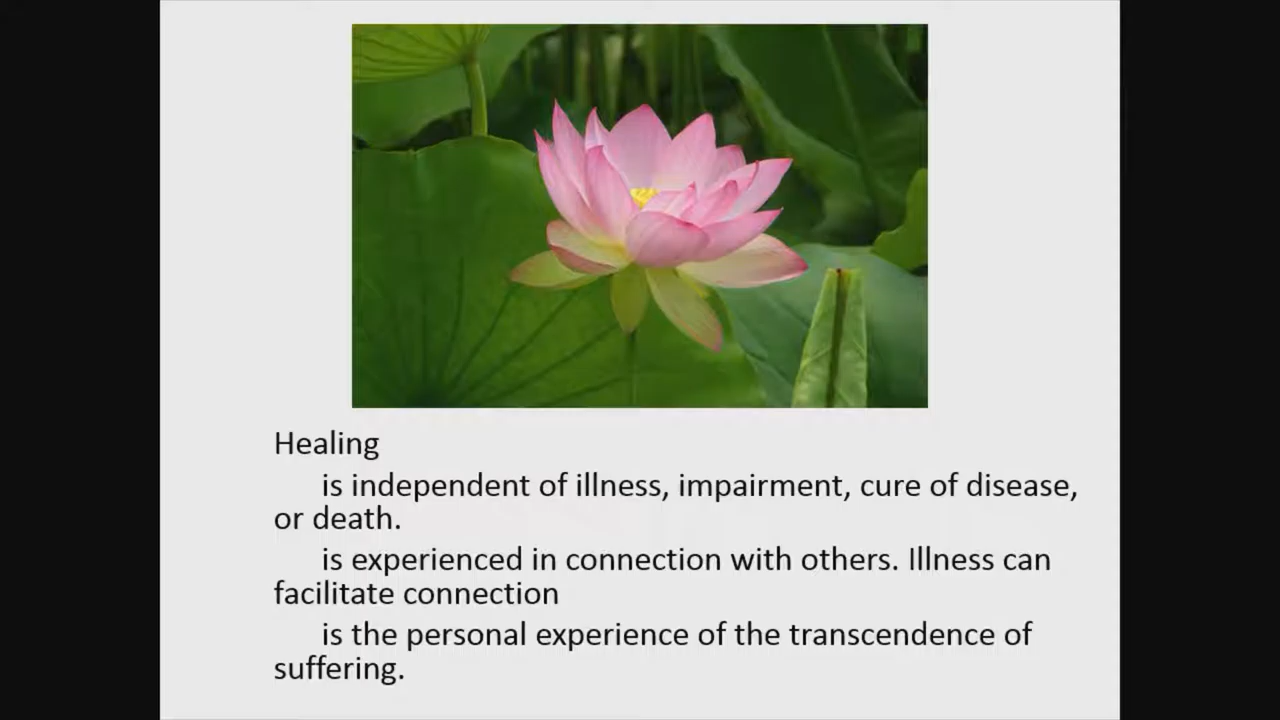 Healing
is independent of illness, impairment, cure of disease,
or death.
is experienced in connection with others. Illness can
facilitate connection
is the personal experience of the transcendence of
suffering.